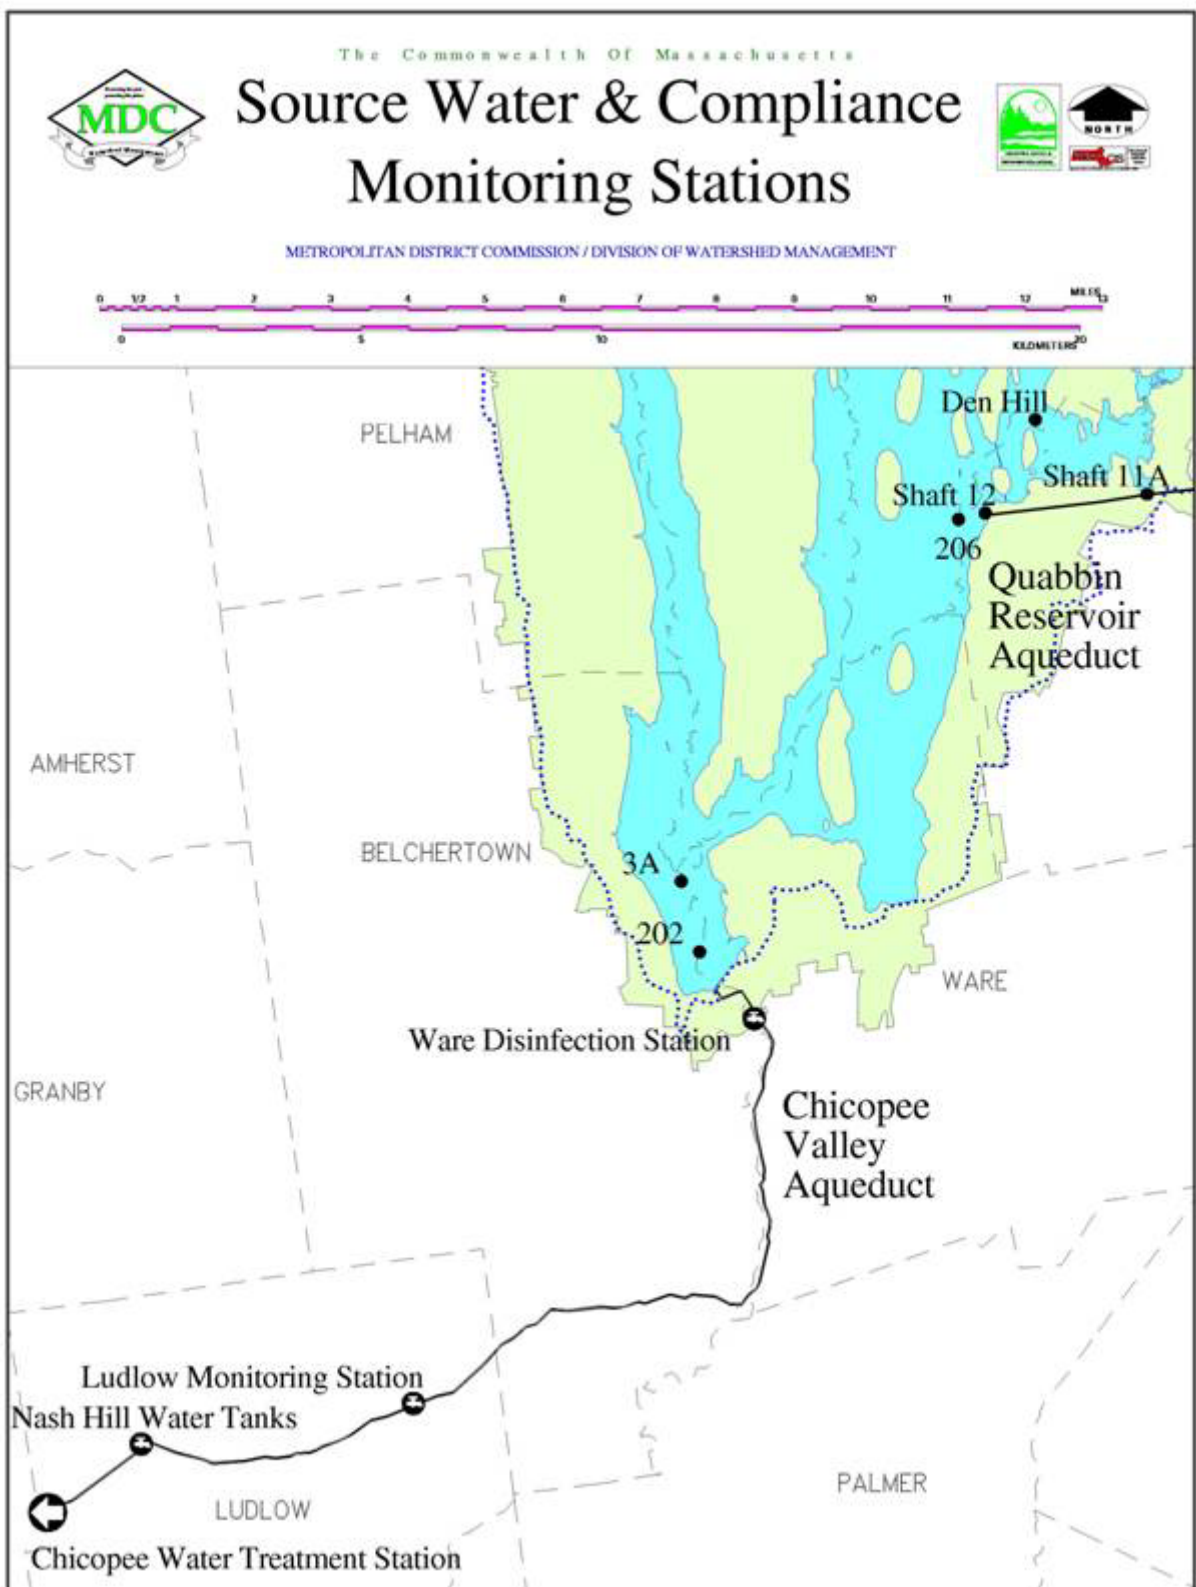 The Commonwealth Of Massachusetts
Source Water & Compliance
Monitoring Stations
MDC
NORTH
METROPOLITAN DISTRICT COMMISSION / DIVISION OF WATERSHED MANAGEMENT
0 1/2 1 2 3 4 5 6 7 8 9 10 11 12 13
MILES
0 5 10 20
KILOMETERS
PELHAM
Den Hill
Shaft 11A
Shaft 12
206
Quabbin
Reservoir
Aqueduct
AMHERST
BELCHERTOWN
3A
202
WARE
Ware Disinfection Station
GRANBY
Chicopee
Valley
Aqueduct
Ludlow Monitoring Station
Nash Hill Water Tanks
PALMER
LUDLOW
Chicopee Water Treatment Station